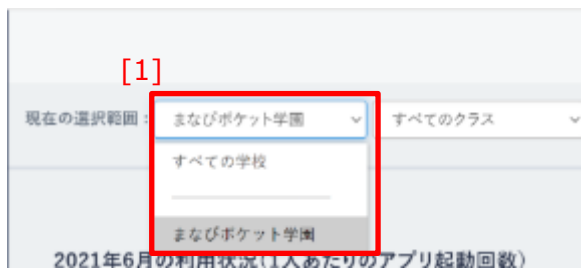 [1]
現在の選択範囲： まなびポケット学園 すべてのクラス
すべての学校
まなびポケット学園
2021年6月の利用状況(1人あたりのアプリ起動回数)